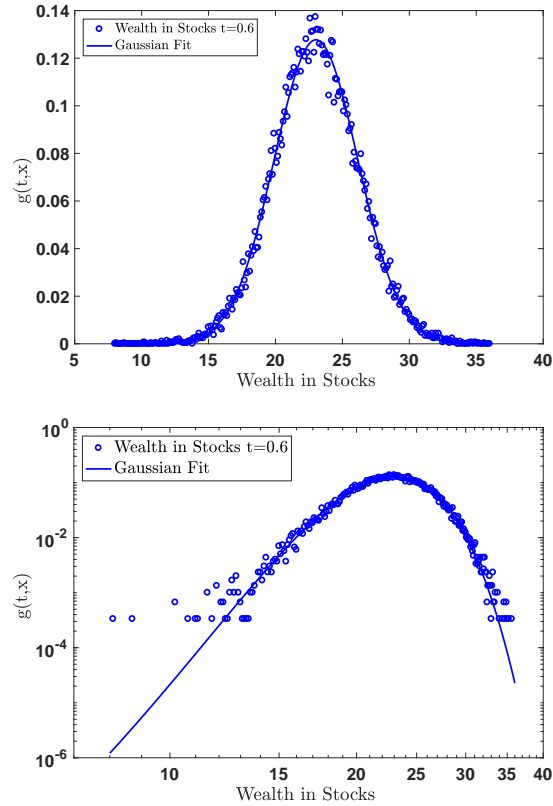 0.14
0.12
0.1
0.08
0.06
0.04
0.02
0
g(t,x)
Wealth in Stocks t=0.6
Gaussian Fit
5 10 15 20 25 30 35 40
Wealth in Stocks
10^0
10^-2
10^-4
10^-6
g(t,x)
Wealth in Stocks t=0.6
Gaussian Fit
10 15 20 25 30 35 40
Wealth in Stocks